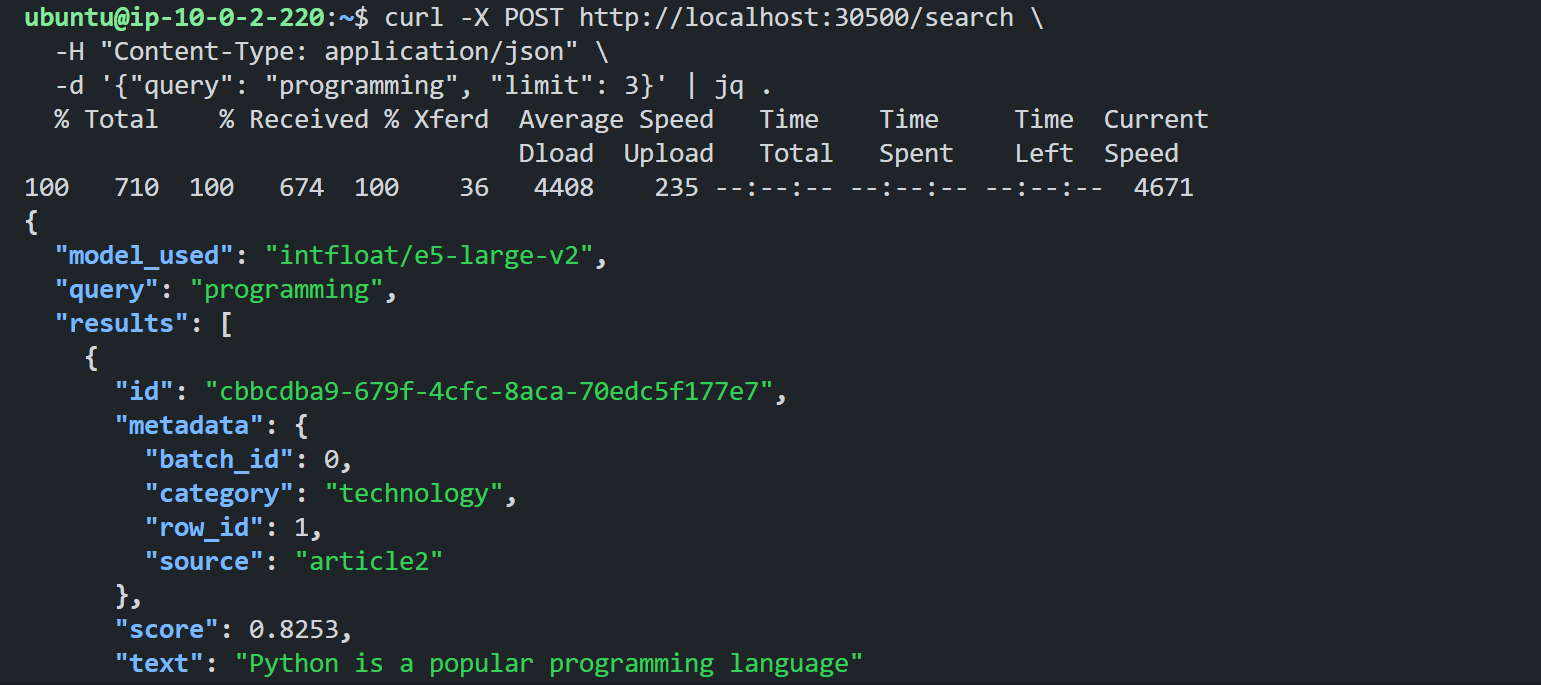 ubuntu@ip-10-0-2-220:~$ curl -X POST http://localhost:30500/search \
  -H "Content-Type: application/json" \
  -d '{"query": "programming", "limit": 3}' | jq .
  % Total    % Received % Xferd  Average Speed   Time    Time     Time  Current
                                 Dload  Upload   Total   Spent    Left  Speed
100   710  100   674  100    36   4408    235 --:--:-- --:--:-- --:--:--  4671
{
  "model_used": "intfloat/e5-large-v2",
  "query": "programming",
  "results": [
    {
      "id": "cbbcdba9-679f-4cfc-8aca-70edc5f177e7",
      "metadata": {
        "batch_id": 0,
        "category": "technology",
        "row_id": 1,
        "source": "article2"
      },
      "score": 0.8253,
      "text": "Python is a popular programming language"